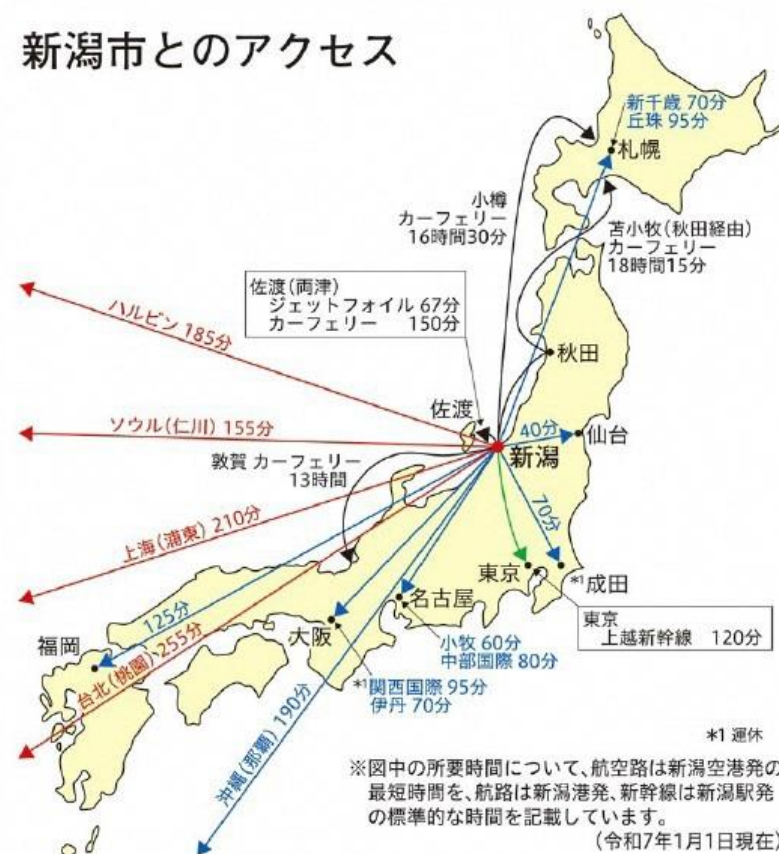 新潟市とのアクセス
新千歳 70分
丘珠 95分
札幌
小樽
カーフェリー
16時間30分
苫小牧(秋田経由)
カーフェリー
18時間15分
佐渡(両津)
ジェットフォイル 67分
カーフェリー 150分
ハルビン 185分
秋田
佐渡
ソウル(仁川) 155分
40分
仙台
新潟
敦賀 カーフェリー
13時間
70分
上海(浦東) 210分
東京
*1 成田
名古屋
125分
東京
上越新幹線 120分
大阪
福岡
小牧 60分
中部国際 80分
台北(桃園) 255分
*1 関西国際 95分
伊丹 70分
沖縄(那覇) 190分
*1 運休
※図中の所要時間について、航空路は新潟空港発の
最短時間を、航路は新潟港発、新幹線は新潟駅発
の標準的な時間を記載しています。
(令和7年1月1日現在)